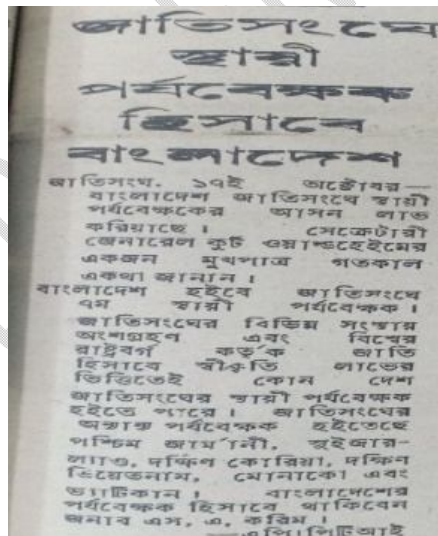 জাতিসংঘে
স্থায়ী
পর্যবেক্ষক
হিসাবে
বাংলাদেশ
জাতিসংঘ, ১৭ই অক্টোবর—
বাংলাদেশ জাতিসংঘে স্থায়ী
পর্যবেক্ষকের আসন লাভ
করিয়াছে। সেক্রেটারী
জেনারেল কুর্ট ওয়াল্ডহেইমের
একজন মুখপাত্র গতকাল
একথা জানান।
বাংলাদেশ হইবে জাতিসংঘে
৭ম স্থায়ী পর্যবেক্ষক।
জাতিসংঘের বিভিন্ন সংস্থায়
অংশগ্রহণ এবং বিশ্বের
রাষ্ট্রবর্গ কর্তৃক জাতি
হিসাবে স্বীকৃতি লাভের
ভিত্তিতেই কোন দেশ
জাতিসংঘের স্থায়ী পর্যবেক্ষক
হইতে পারে। জাতিসংঘের
অন্যান্য পর্যবেক্ষক হইতেছে
পশ্চিম জার্মানী, সুইজার-
ল্যাণ্ড, দক্ষিণ কোরিয়া, দক্ষিণ
ভিয়েতনাম, মোনাকো এবং
ভ্যাটিকান। বাংলাদেশের
পর্যবেক্ষক হিসাবে থাকিবেন
জনাব এস, এ, করিম।
—এপি।পিটিআই